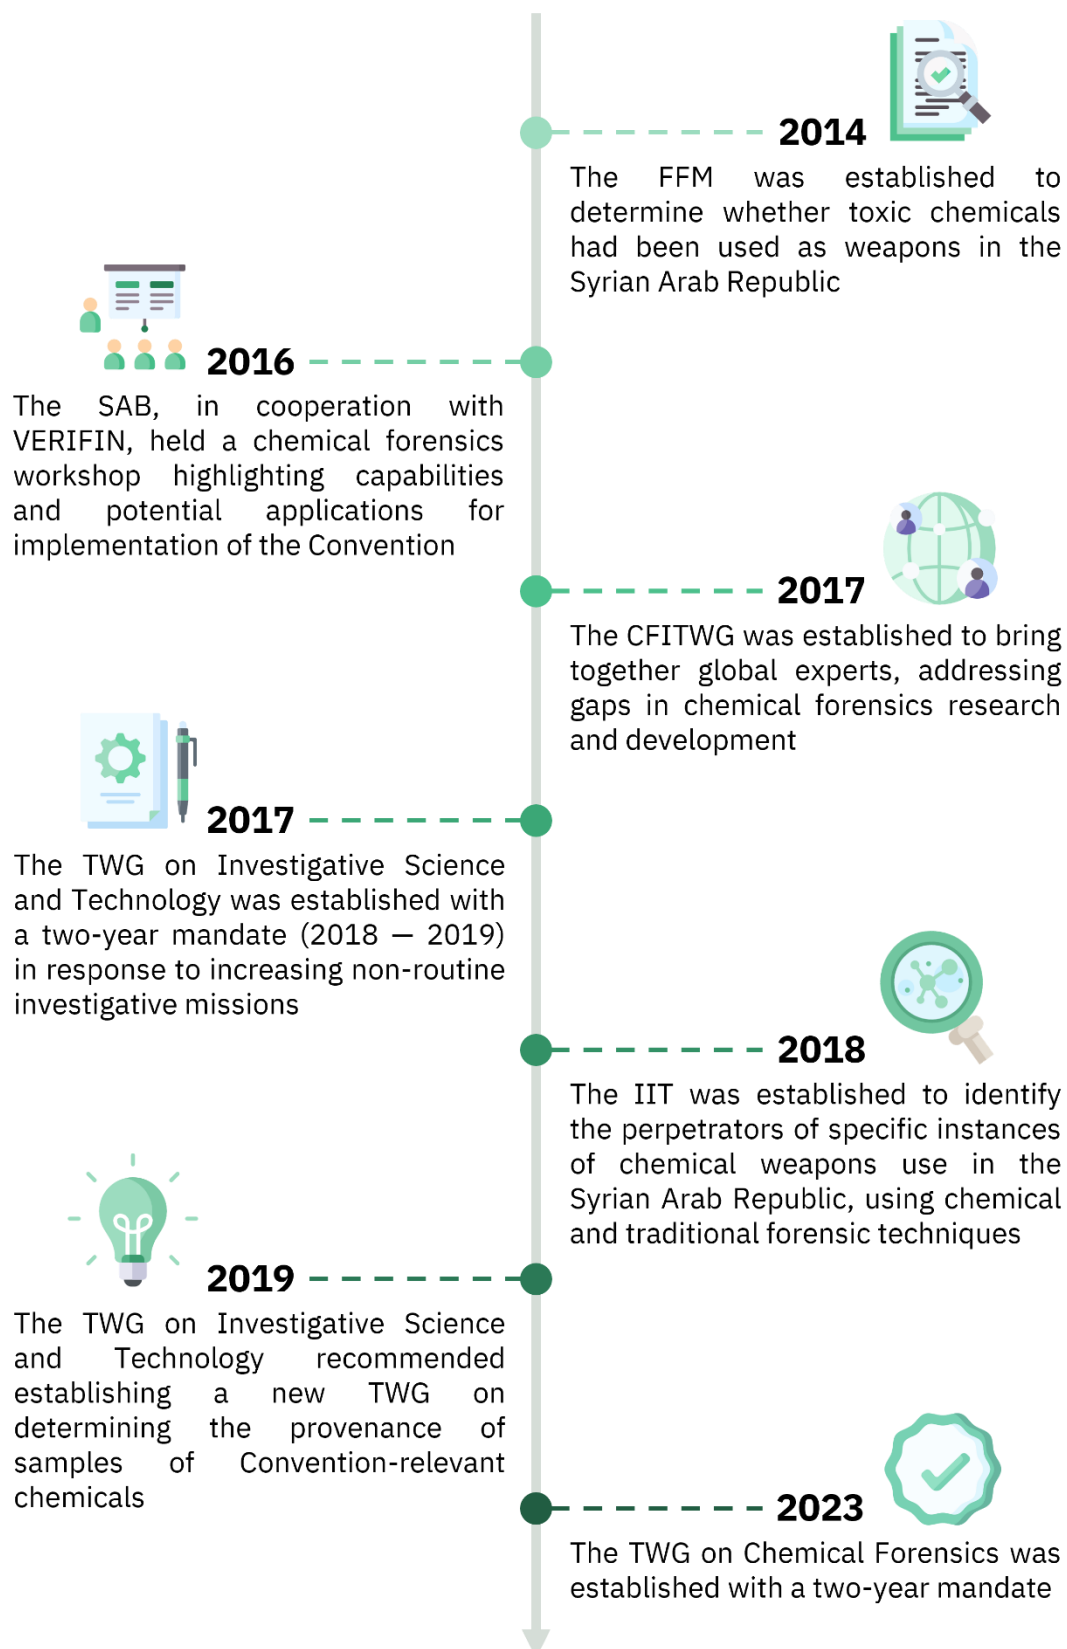 2014
The FFM was established to
determine whether toxic chemicals
had been used as weapons in the
Syrian Arab Republic
2016
The SAB, in cooperation with
VERIFIN, held a chemical forensics
workshop highlighting capabilities
and potential applications for
implementation of the Convention
2017
The CFITWG was established to bring
together global experts, addressing
gaps in chemical forensics research
and development
2017
The TWG on Investigative Science
and Technology was established with
a two-year mandate (2018 — 2019)
in response to increasing non-routine
investigative missions
2018
The IIT was established to identify
the perpetrators of specific instances
of chemical weapons use in the
Syrian Arab Republic, using chemical
and traditional forensic techniques
2019
The TWG on Investigative Science
and Technology recommended
establishing a new TWG on
determining the provenance of
samples of Convention-relevant
chemicals
2023
The TWG on Chemical Forensics was
established with a two-year mandate